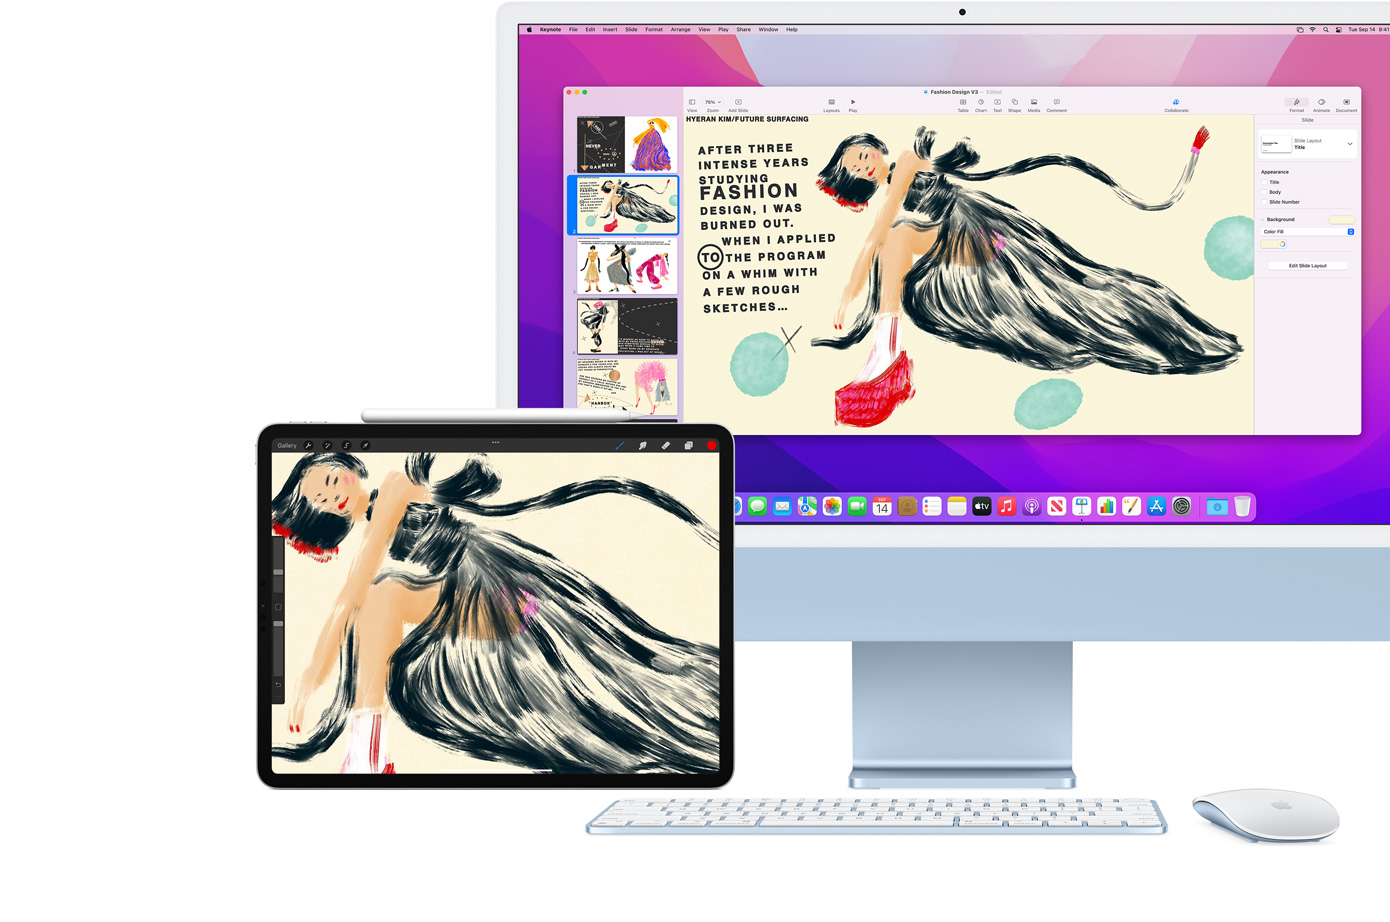 Keynote File Edit Insert Slide Format Arrange View Play Share Window Help
Tue Sep 14 9:41
Fashion Design V3 — Edited
75%
View Zoom Add Slide Layouts Play Table Chart Text Shape Media Comment Collaborate Format Animate Document
HYERAN KIM/FUTURE SURFACING
AFTER THREE
INTENSE YEARS
STUDYING
FASHION
DESIGN, I WAS
BURNED OUT.
WHEN I APPLIED
TO THE PROGRAM
ON A WHIM WITH
A FEW ROUGH
SKETCHES...
Slide
Slide Layout
Title
Appearance
Title
Body
Slide Number
Background
Color Fill
Edit Slide Layout
NEVER
GARMENT
HANBOK
Gallery
SEP
14
tv